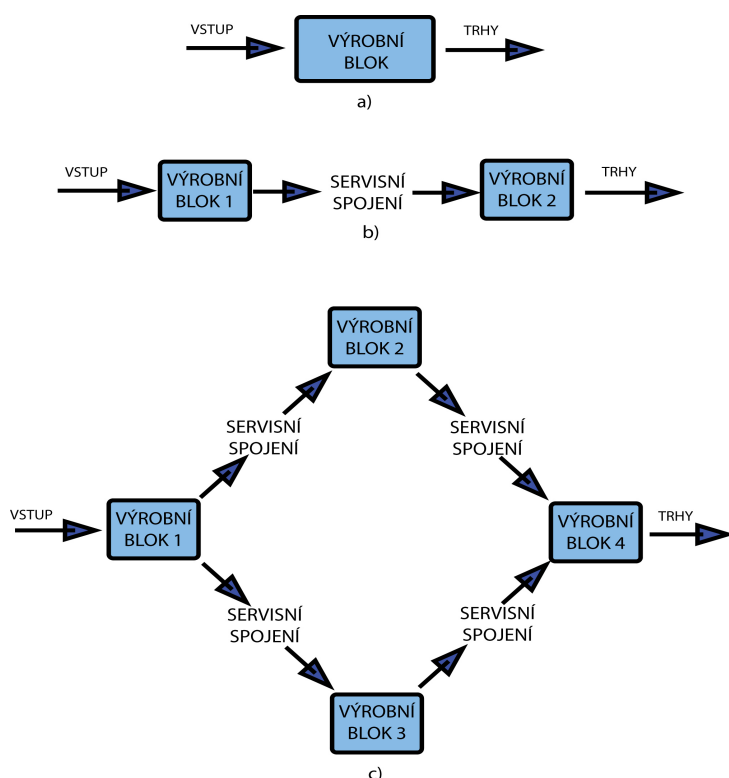 VSTUP
VÝROBNÍ
BLOK
TRHY
a)
VSTUP
VÝROBNÍ
BLOK 1
SERVISNÍ
SPOJENÍ
VÝROBNÍ
BLOK 2
TRHY
b)
VÝROBNÍ
BLOK 2
SERVISNÍ
SPOJENÍ
SERVISNÍ
SPOJENÍ
VSTUP
VÝROBNÍ
BLOK 1
VÝROBNÍ
BLOK 4
TRHY
SERVISNÍ
SPOJENÍ
SERVISNÍ
SPOJENÍ
VÝROBNÍ
BLOK 3
c)